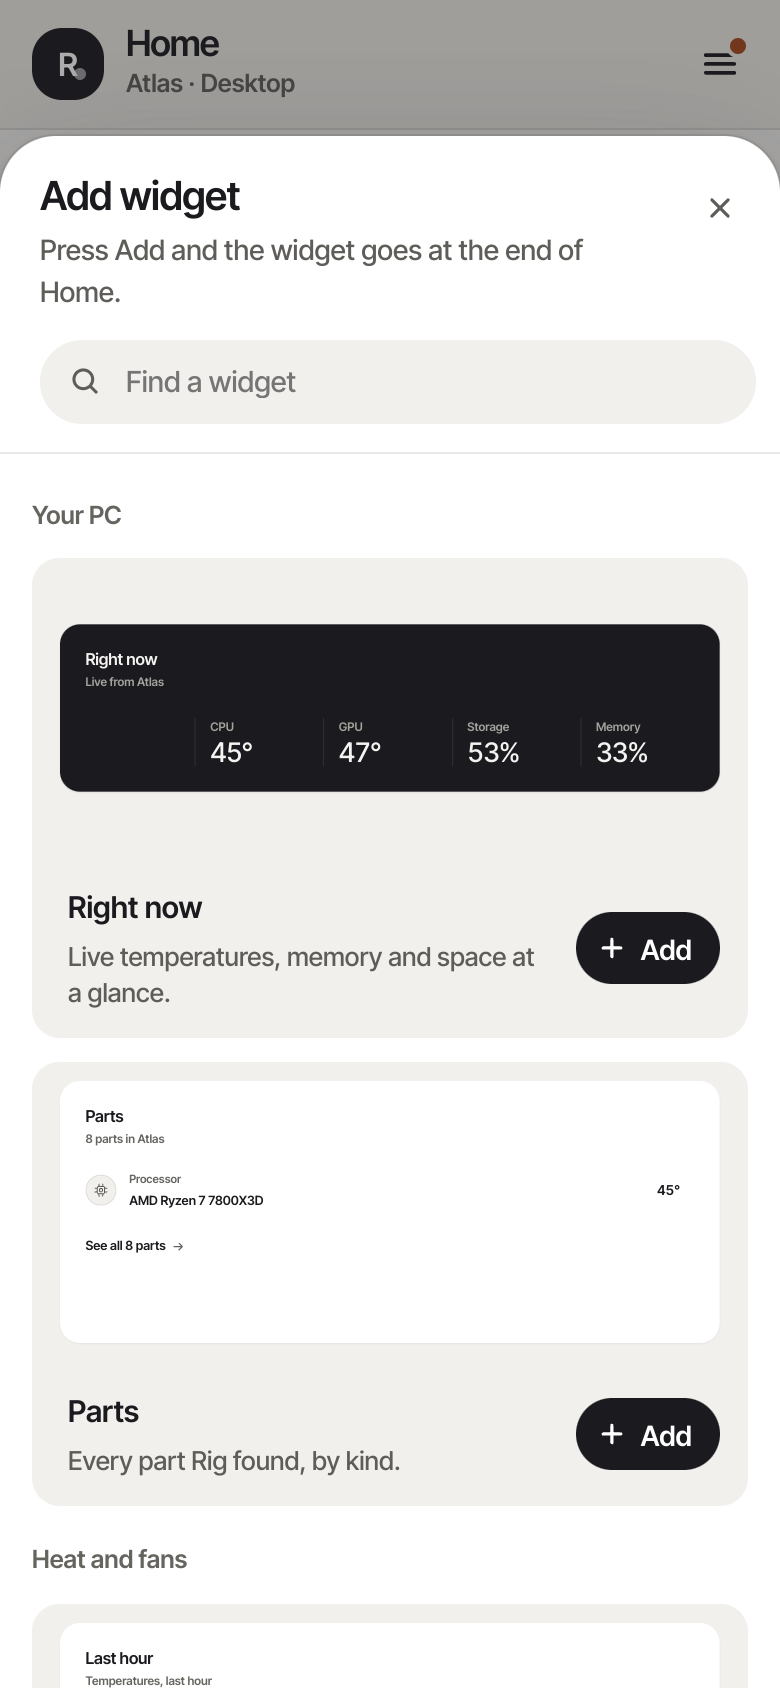 R
Home
Atlas · Desktop
Add widget
Press Add and the widget goes at the end of
Home.
Find a widget
Your PC
Right now
Live from Atlas
CPU
45°
GPU
47°
Storage
53%
Memory
33%
Right now
Live temperatures, memory and space at
a glance.
Add
Parts
8 parts in Atlas
Processor
AMD Ryzen 7 7800X3D
45°
See all 8 parts →
Parts
Every part Rig found, by kind.
Add
Heat and fans
Last hour
Temperatures, last hour